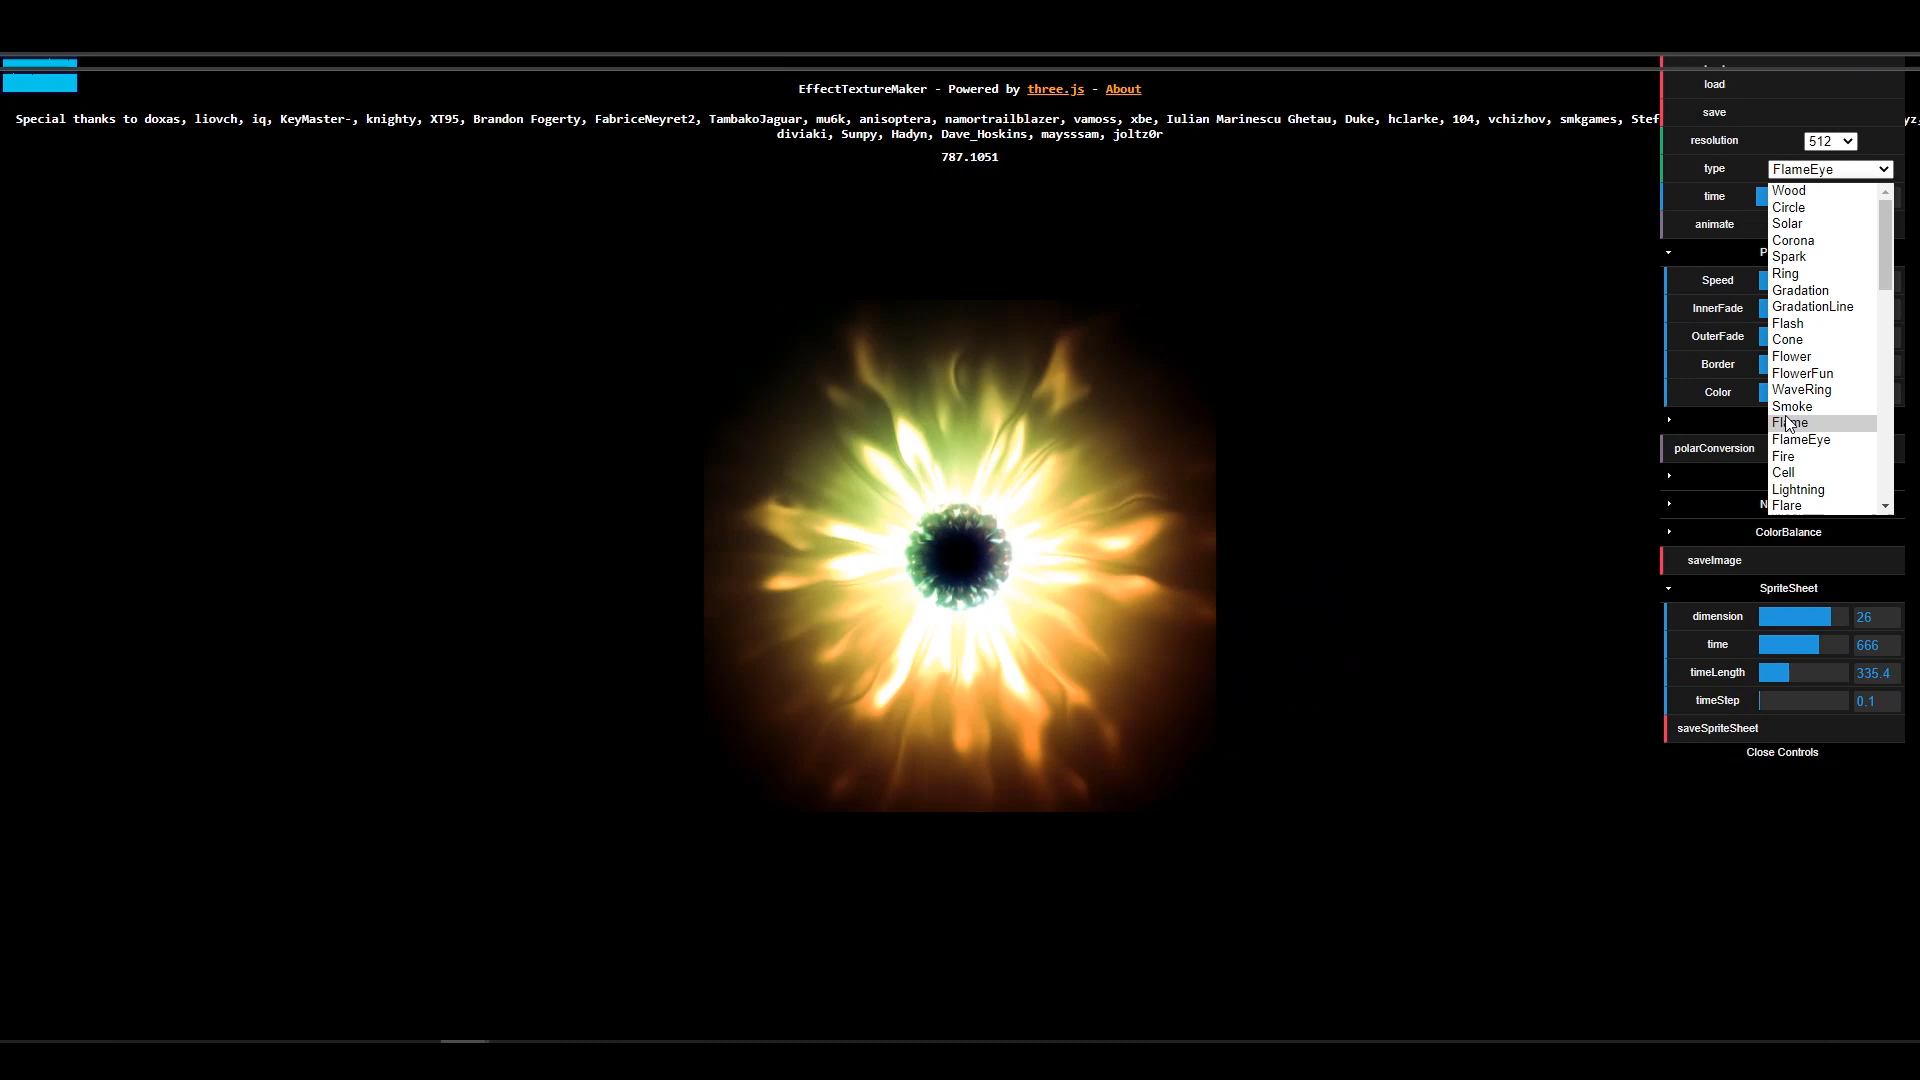 EffectTextureMaker - Powered by three.js - About
Special thanks to doxas, liovch, iq, KeyMaster-, knighty, XT95, Brandon Fogerty, FabriceNeyret2, TambakoJaguar, mu6k, anisoptera, namortrailblazer, vamoss, xbe, Iulian Marinescu Ghetau, Duke, hclarke, 104, vchizhov, smkgames,
diviaki, Sunpy, Hadyn, Dave_Hoskins, maysssam, joltz0r
787.1051
load
save
resolution 512
type FlameEye
time
animate
Speed
InnerFade
OuterFade
Border
Color
polarConversion
Wood
Circle
Solar
Corona
Spark
Ring
Gradation
GradationLine
Flash
Cone
Flower
FlowerFun
WaveRing
Smoke
Flame
FlameEye
Fire
Cell
Lightning
Flare
ColorBalance
saveImage
SpriteSheet
dimension 26
time 666
timeLength 335.4
timeStep 0.1
saveSpriteSheet
Close Controls